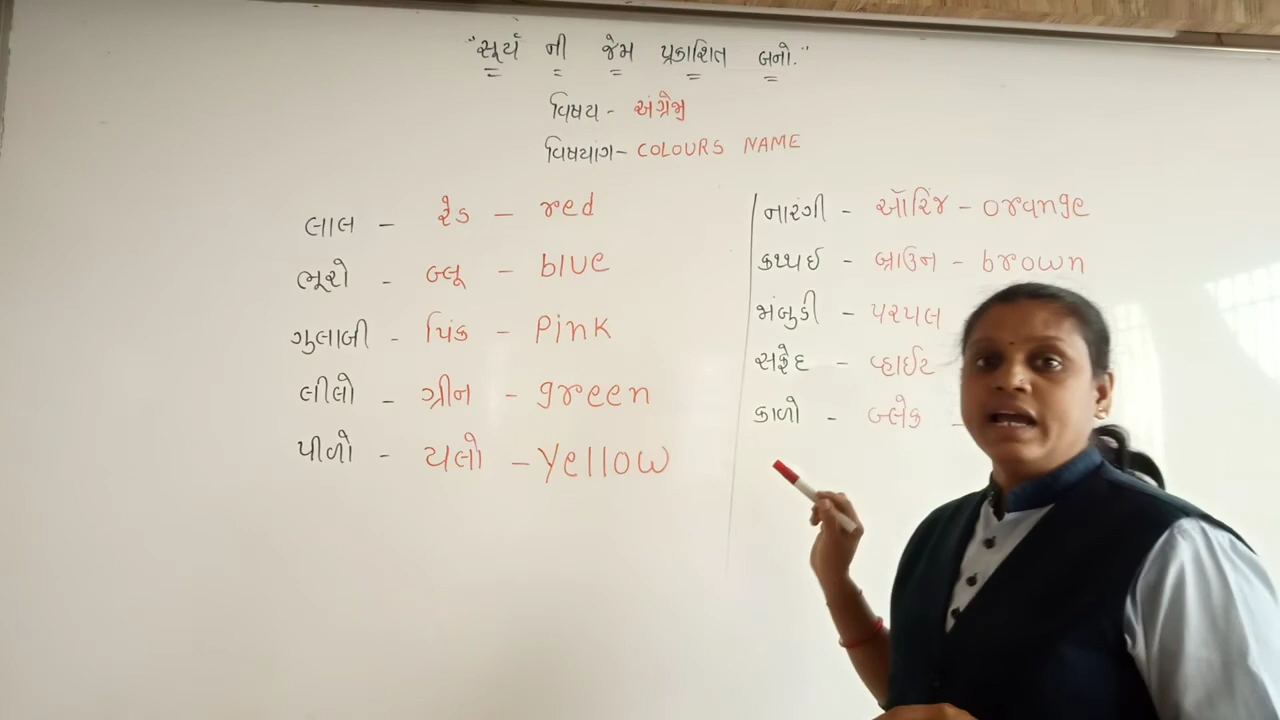 "સૂર્ય ની જેમ પ્રકાશિત બનો."
વિષય - અંગ્રેજી
વિષયાંગ - COLOURS NAME
લાલ - રેડ - red
ભૂરો - બ્લૂ - blue
ગુલાબી - પિંક - Pink
લીલો - ગ્રીન - green
પીળો - યલો - Yellow
નારંગી - ઑરેંજ - orange
કથ્થઈ - બ્રાઉન - brown
જાંબુડી - પરપલ
સફેદ - વ્હાઈટ
કાળો - બ્લેક -